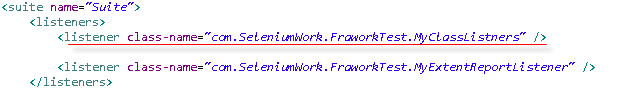 <suite name="Suite">
<listeners>
<listener class-name="com.SeleniumWork.FraworkTest.MyClassListners" />
<listener class-name="com.SeleniumWork.FraworkTest.MyExtentReportListener" />
</listeners>